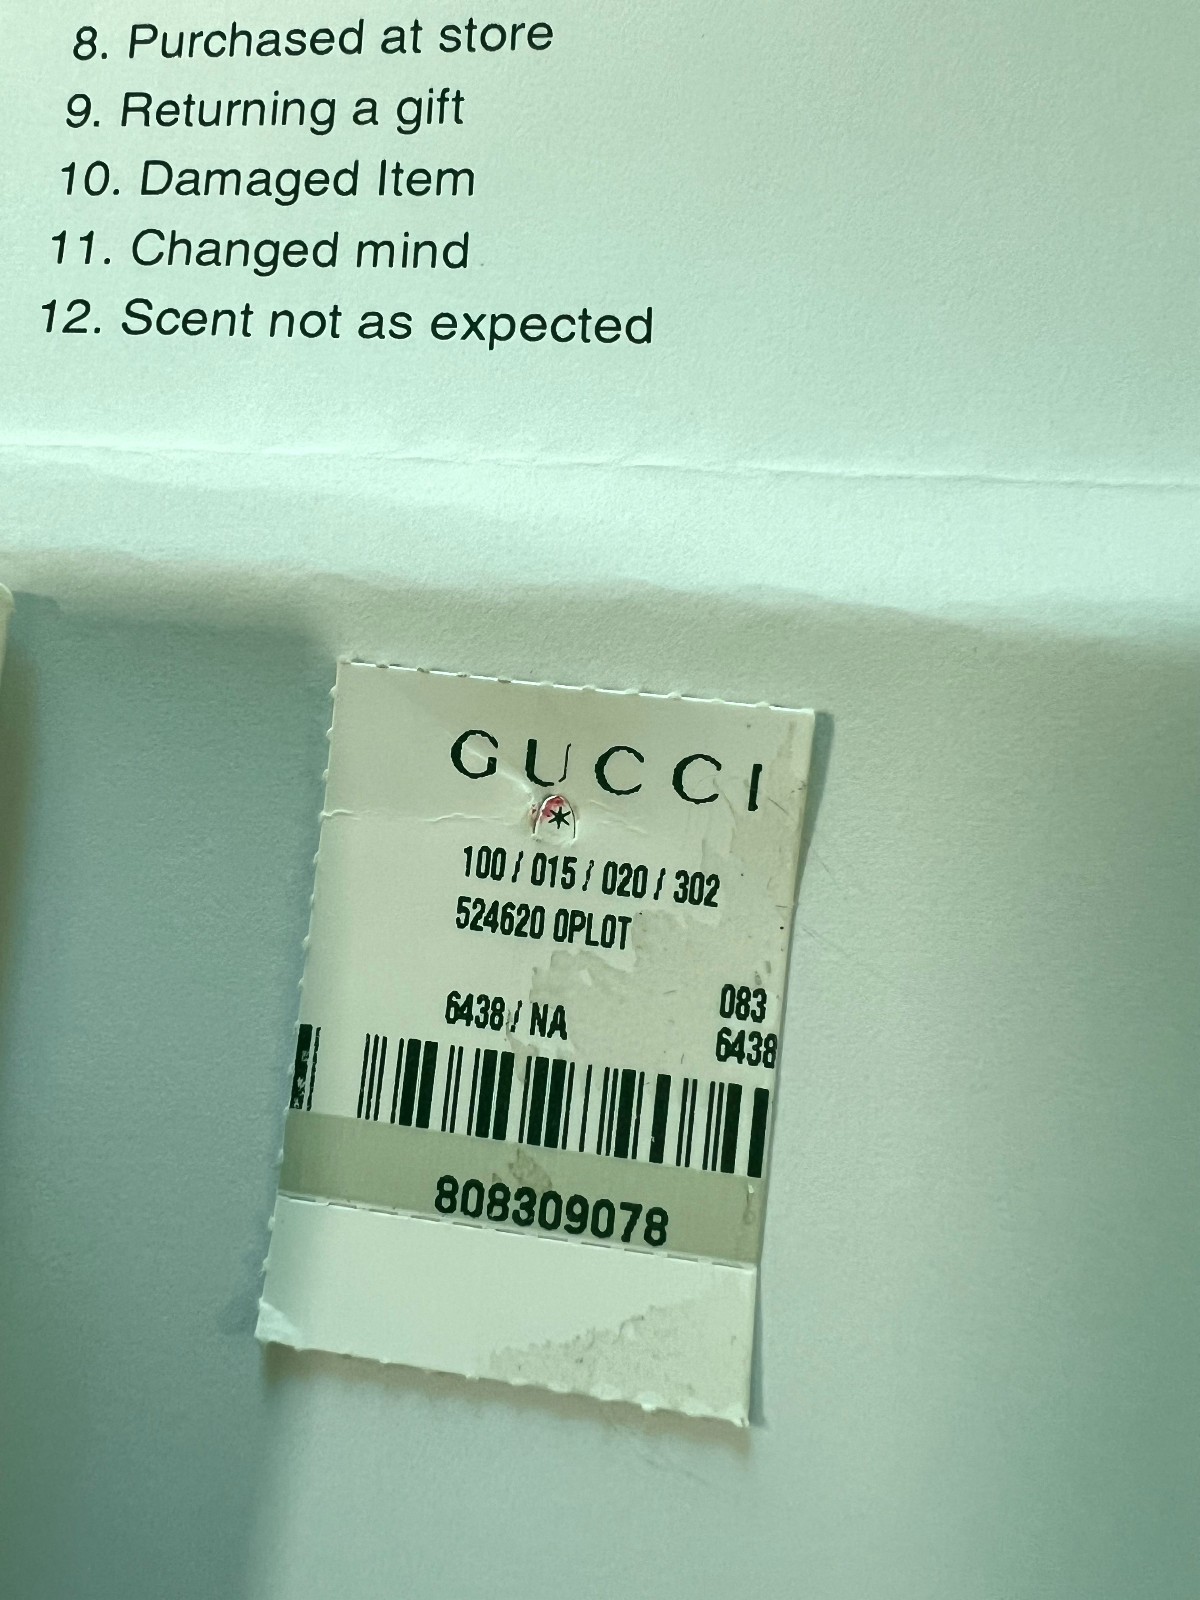 8. Purchased at store
9. Returning a gift
10. Damaged Item
11. Changed mind
12. Scent not as expected
GUCCI
*
100 / 015 / 020 / 302
524620 0PL0T
083
6438 / NA
6438
808309078